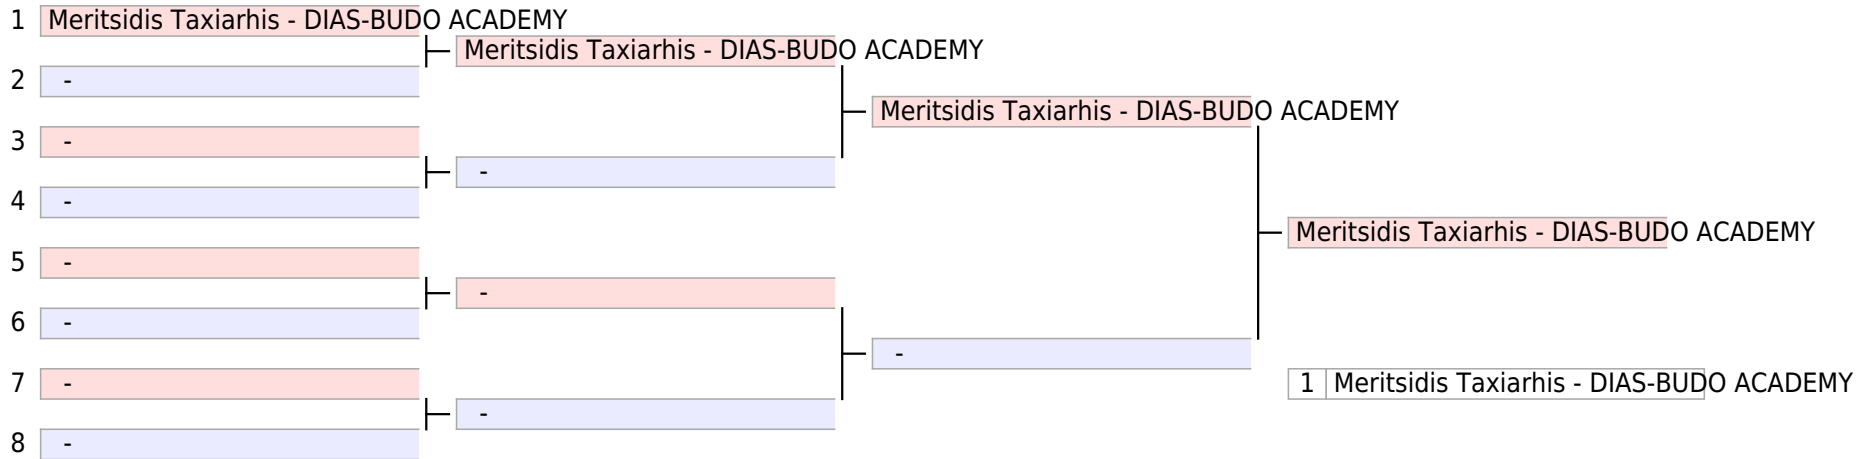 1 Meritsidis Taxiarhis - DIAS-BUDO ACADEMY
Meritsidis Taxiarhis - DIAS-BUDO ACADEMY
2 -
Meritsidis Taxiarhis - DIAS-BUDO ACADEMY
3 -
-
4 -
Meritsidis Taxiarhis - DIAS-BUDO ACADEMY
5 -
-
6 -
-
7 -
1 Meritsidis Taxiarhis - DIAS-BUDO ACADEMY
-
8 -